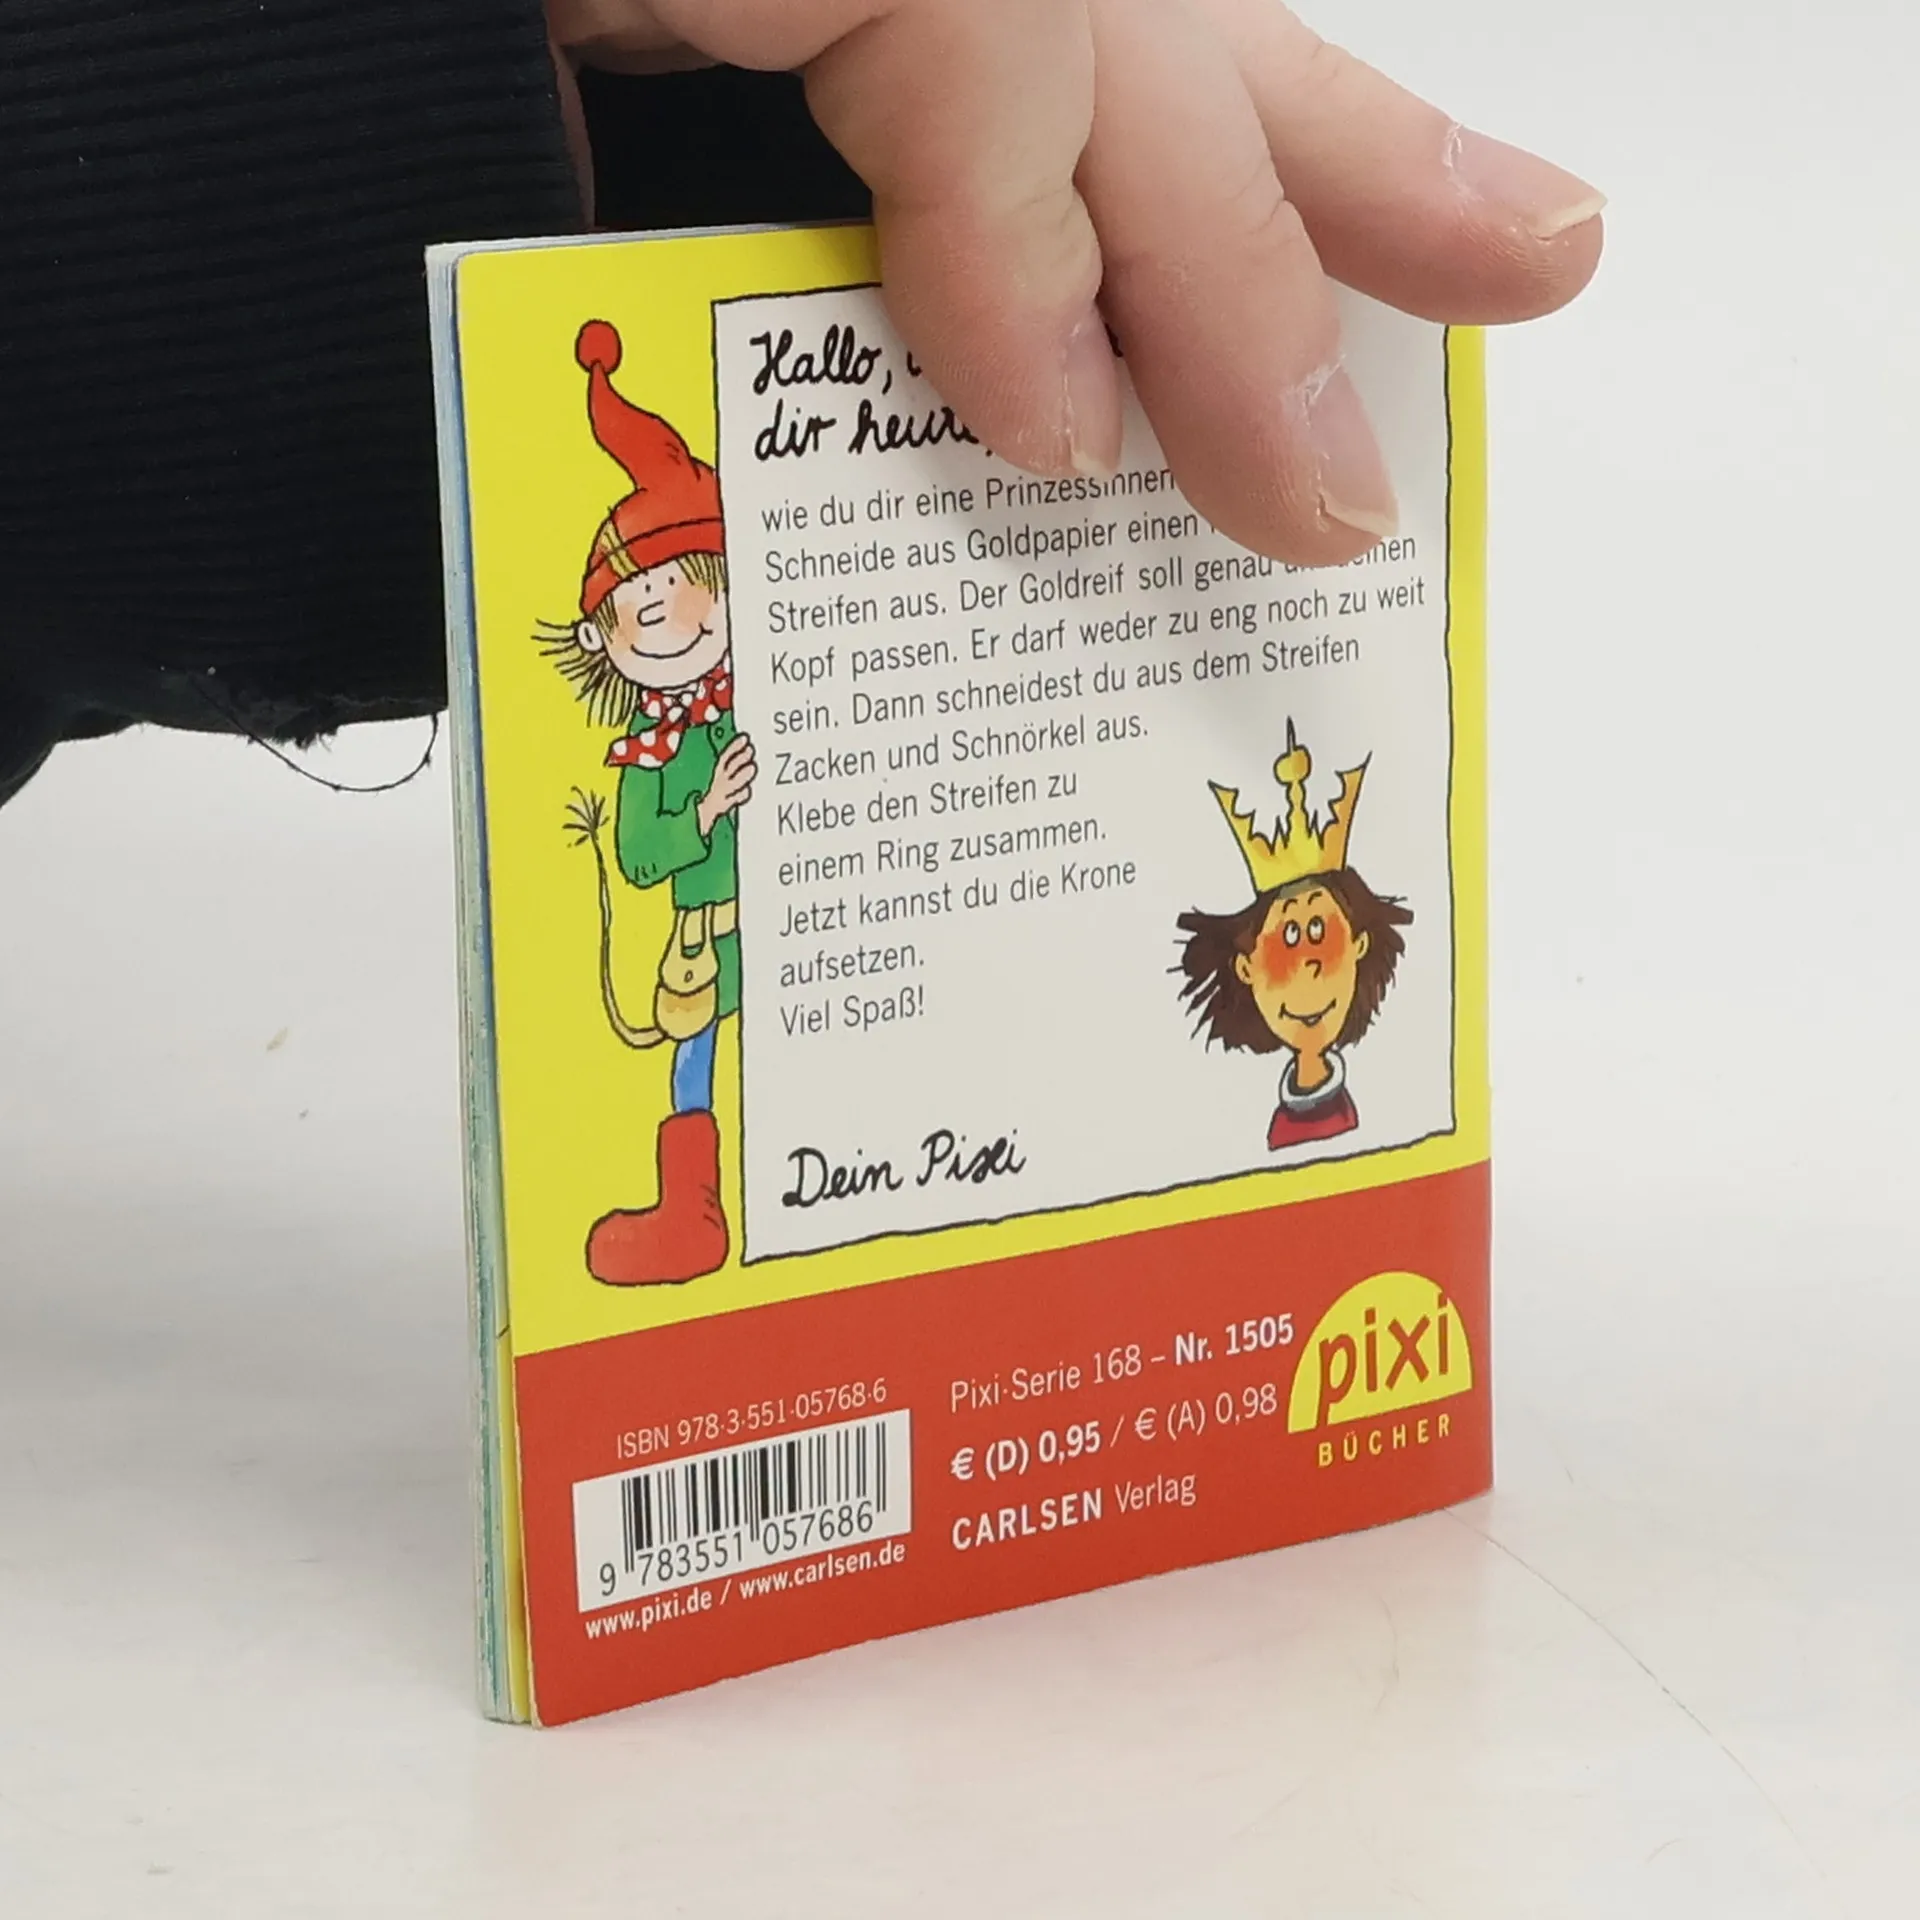 Hallo,
dir
wie du dir eine
Schneide aus Goldpapier einen
Streifen aus. Der Goldreif soll genau
Kopf passen. Er darf weder zu eng noch zu weit
sein. Dann schneidest du aus dem Streifen
Zacken und Schnörkel aus.
Klebe den Streifen zu
einem Ring zusammen.
Jetzt kannst du die Krone
aufsetzen.
Viel Spaß!
Dein Pixi
ISBN 978-3-551-05768-6
9 783551 057686
www.pixi.de / www.carlsen.de
Pixi-Serie 168 – Nr. 1505
€ (D) 0,95 / € (A) 0,98
CARLSEN Verlag
pixi
BÜCHER